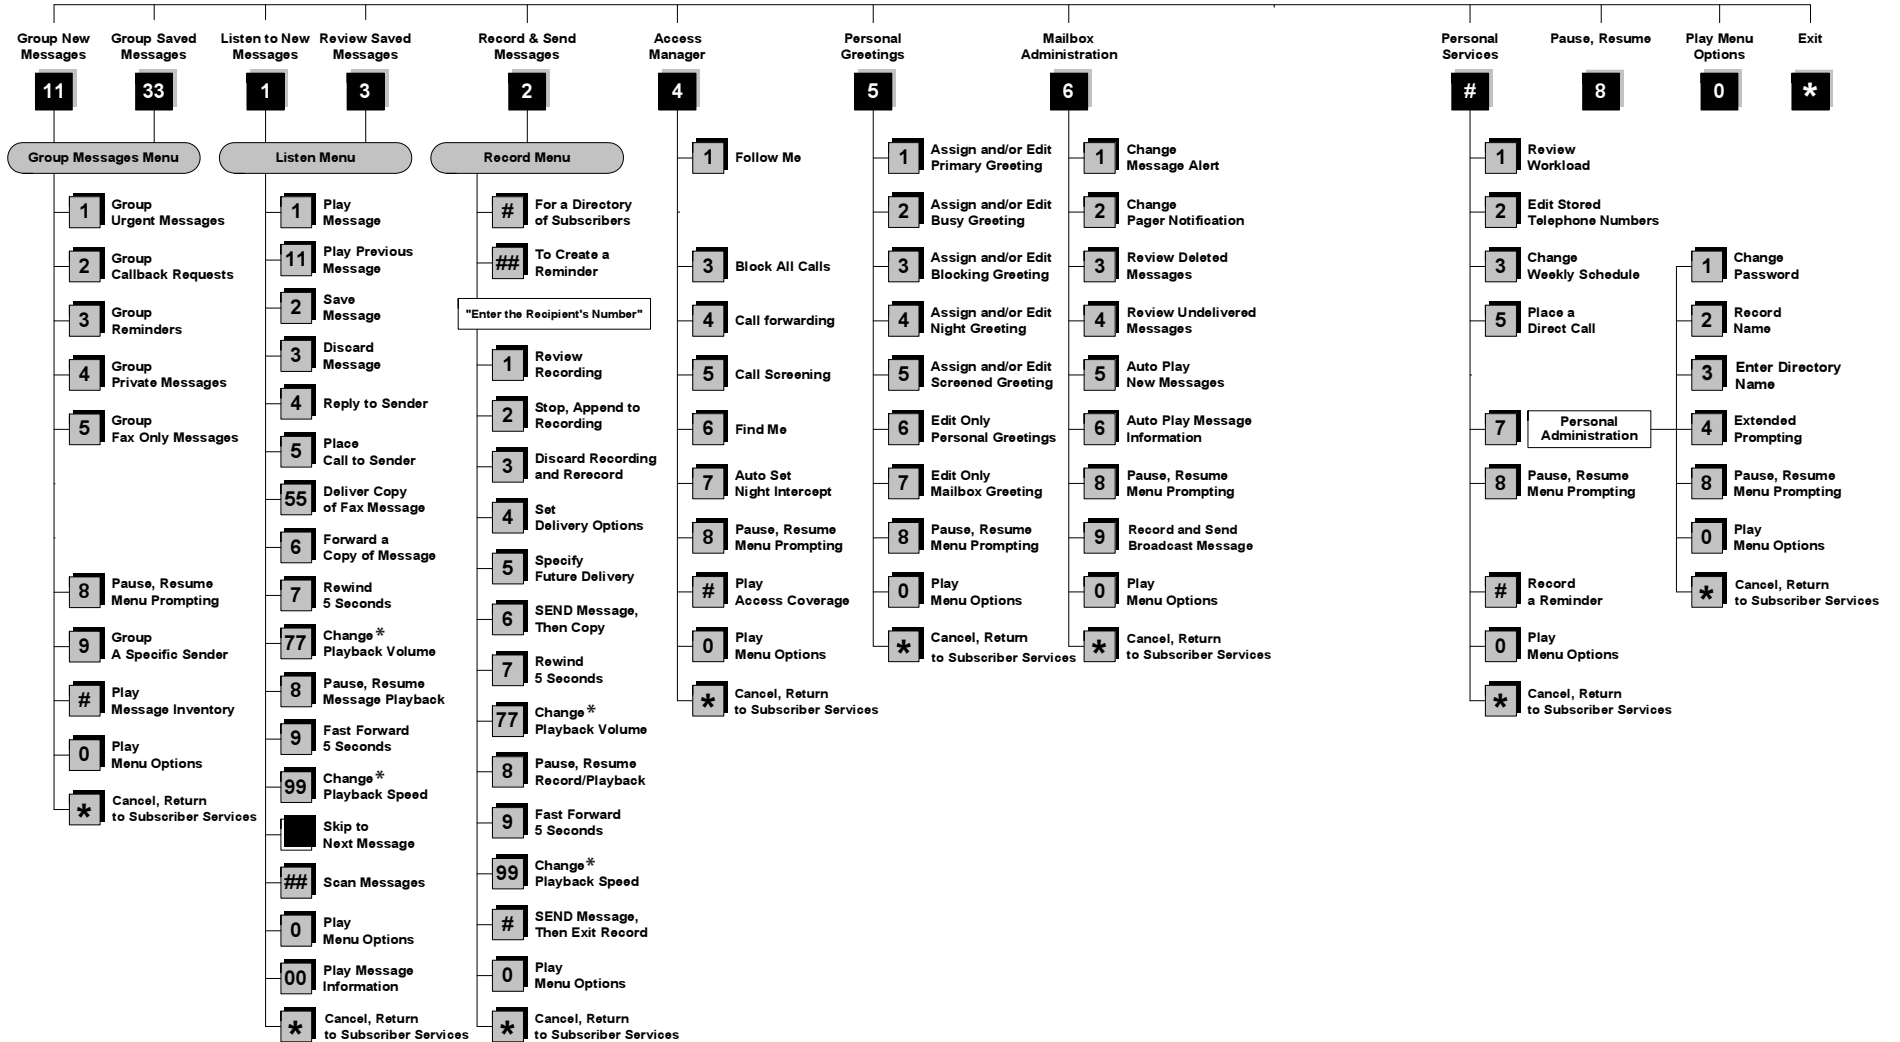 Group New
Messages
11
Group Saved
Messages
33
Listen to New
Messages
1
Review Saved
Messages
3
Record & Send
Messages
2
Access
Manager
4
Personal
Greetings
5
Mailbox
Administration
6
Personal
Services
#
Pause, Resume
8
Play Menu
Options
0
Exit
*
Group Messages Menu
1
Group
Urgent Messages
2
Group
Callback Requests
3
Group
Reminders
4
Group
Private Messages
5
Group
Fax Only Messages
8
Pause, Resume
Menu Prompting
9
Group
A Specific Sender
#
Play
Message Inventory
0
Play
Menu Options
*
Cancel, Return
to Subscriber Services
Listen Menu
1
Play
Message
11
Play Previous
Message
2
Save
Message
3
Discard
Message
4
Reply to Sender
5
Place
Call to Sender
55
Deliver Copy
of Fax Message
6
Forward a
Copy of Message
7
Rewind
5 Seconds
77
Change*
Playback Volume
8
Pause, Resume
Message Playback
9
Fast Forward
5 Seconds
99
Change*
Playback Speed
Skip to
Next Message
##
Scan Messages
0
Play
Menu Options
00
Play Message
Information
*
Cancel, Return
to Subscriber Services
Record Menu
#
For a Directory
of Subscribers
##
To Create a
Reminder
"Enter the Recipient's Number"
1
Review
Recording
2
Stop, Append to
Recording
3
Discard Recording
and Rerecord
4
Set
Delivery Options
5
Specify
Future Delivery
6
SEND Message,
Then Copy
7
Rewind
5 Seconds
77
Change*
Playback Volume
8
Pause, Resume
Record/Playback
9
Fast Forward
5 Seconds
99
Change*
Playback Speed
#
SEND Message,
Then Exit Record
0
Play
Menu Options
*
Cancel, Return
to Subscriber Services
1
Follow Me
3
Block All Calls
4
Call forwarding
5
Call Screening
6
Find Me
7
Auto Set
Night Intercept
8
Pause, Resume
Menu Prompting
#
Play
Access Coverage
0
Play
Menu Options
*
Cancel, Return
to Subscriber Services
1
Assign and/or Edit
Primary Greeting
2
Assign and/or Edit
Busy Greeting
3
Assign and/or Edit
Blocking Greeting
4
Assign and/or Edit
Night Greeting
5
Assign and/or Edit
Screened Greeting
6
Edit Only
Personal Greetings
7
Edit Only
Mailbox Greeting
8
Pause, Resume
Menu Prompting
0
Play
Menu Options
*
Cancel, Return
to Subscriber Services
1
Change
Message Alert
2
Change
Pager Notification
3
Review Deleted
Messages
4
Review Undelivered
Messages
5
Auto Play
New Messages
6
Auto Play Message
Information
8
Pause, Resume
Menu Prompting
9
Record and Send
Broadcast Message
0
Play
Menu Options
*
Cancel, Return
to Subscriber Services
1
Review
Workload
2
Edit Stored
Telephone Numbers
3
Change
Weekly Schedule
5
Place a
Direct Call
7
Personal
Administration
8
Pause, Resume
Menu Prompting
#
Record
a Reminder
0
Play
Menu Options
*
Cancel, Return
to Subscriber Services
1
Change
Password
2
Record
Name
3
Enter Directory
Name
4
Extended
Prompting
8
Pause, Resume
Menu Prompting
0
Play
Menu Options
*
Cancel, Return
to Subscriber Services